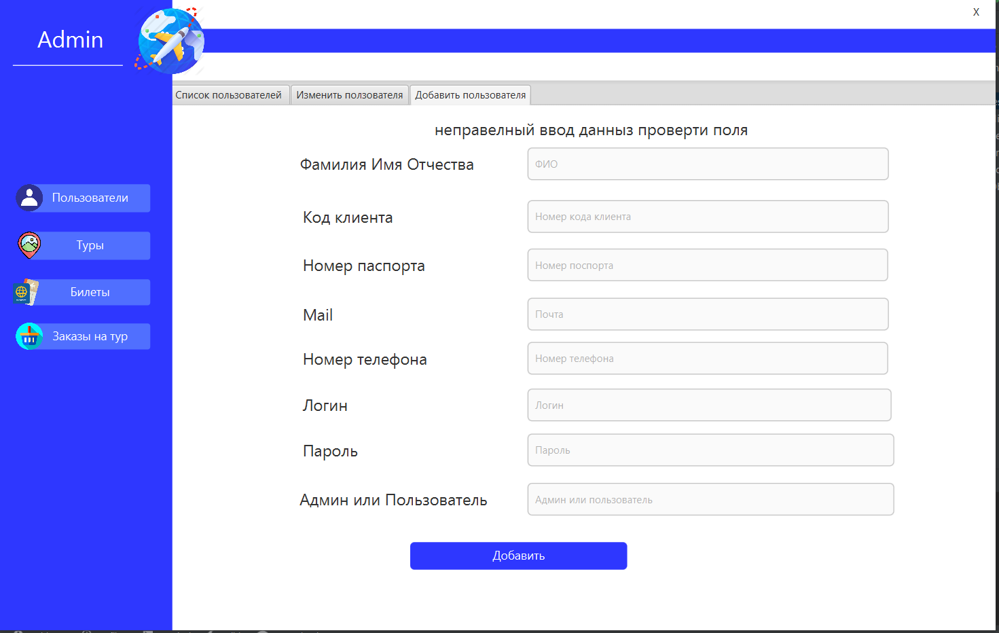 X
Admin
Список пользователей
Изменить ползователя
Добавить пользователя
неправелный ввод данныз проверти поля
Фамилия Имя Отчества
ФИО
Код клиента
Номер кода клиента
Номер паспорта
Номер поспорта
Mail
Почта
Номер телефона
Номер телефона
Логин
Логин
Пароль
Пароль
Админ или Пользователь
Админ или пользователь
Добавить
Пользователи
Туры
Билеты
Заказы на тур